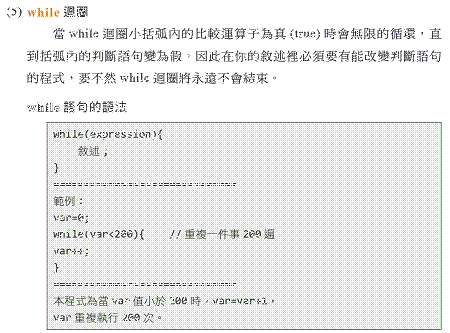 (5) while 迴圈
當 while 迴圈小括弧內的比較運算子為真 (true) 時會無限的循環，直
到括弧內的判斷語句變為假。因此在你的敘述裡必須要有能改變判斷語句
的程式，要不然 while 迴圈將永遠不會結束。
while 語句的語法
while(expression){
敘述；
}
==============================
範例：
var=0;
while(var<200){ //重複一件事 200 遍
var++;
}
==============================
本程式為當 var 值小於 200 時，var=var+1，
var 重複執行 200 次。